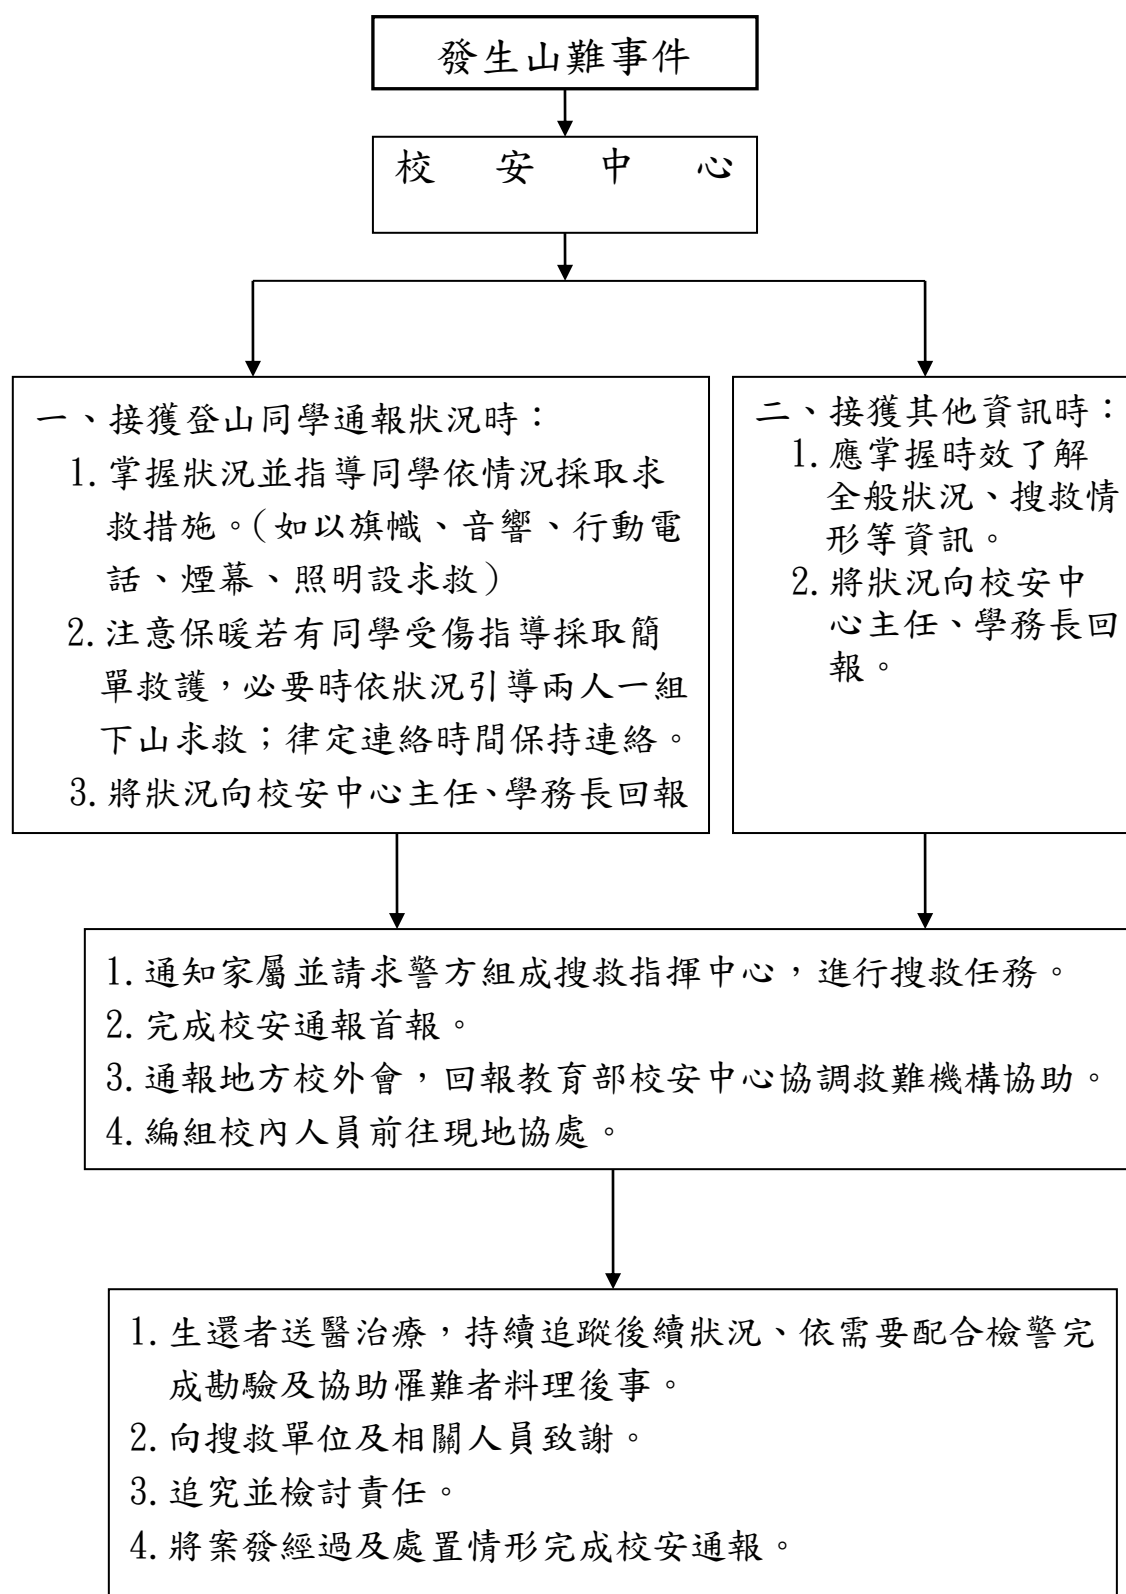 發生山難事件
校安中心
一、接獲登山同學通報狀況時：
1.掌握狀況並指導同學依情況採取求
救措施。(如以旗幟、音響、行動電
話、煙幕、照明設求救)
2.注意保暖若有同學受傷指導採取簡
單救護，必要時依狀況引導兩人一組
下山求救；律定連絡時間保持連絡。
3.將狀況向校安中心主任、學務長回報
二、接獲其他資訊時：
1.應掌握時效了解
全般狀況、搜救情
形等資訊。
2.將狀況向校安中
心主任、學務長回
報。
1.通知家屬並請求警方組成搜救指揮中心，進行搜救任務。
2.完成校安通報首報。
3.通報地方校外會，回報教育部校安中心協調救難機構協助。
4.編組校內人員前往現地協處。
1.生還者送醫治療，持續追蹤後續狀況、依需要配合檢警完
成勘驗及協助罹難者料理後事。
2.向搜救單位及相關人員致謝。
3.追究並檢討責任。
4.將案發經過及處置情形完成校安通報。